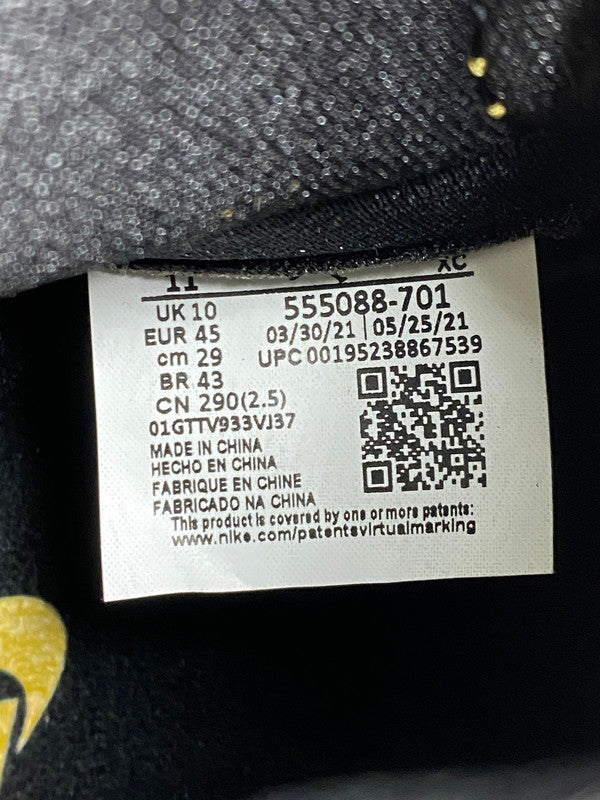 11 XC
UK 10 555088-701
EUR 45 03/30/21 | 05/25/21
cm 29 UPC 00195238867539
BR 43
CN 290(2.5)
01GTTV933VJ37
MADE IN CHINA
HECHO EN CHINA
FABRIQUE EN CHINE
FABRICADO NA CHINA
This product is covered by one or more patents:
www.nike.com/patentsvirtualmarking